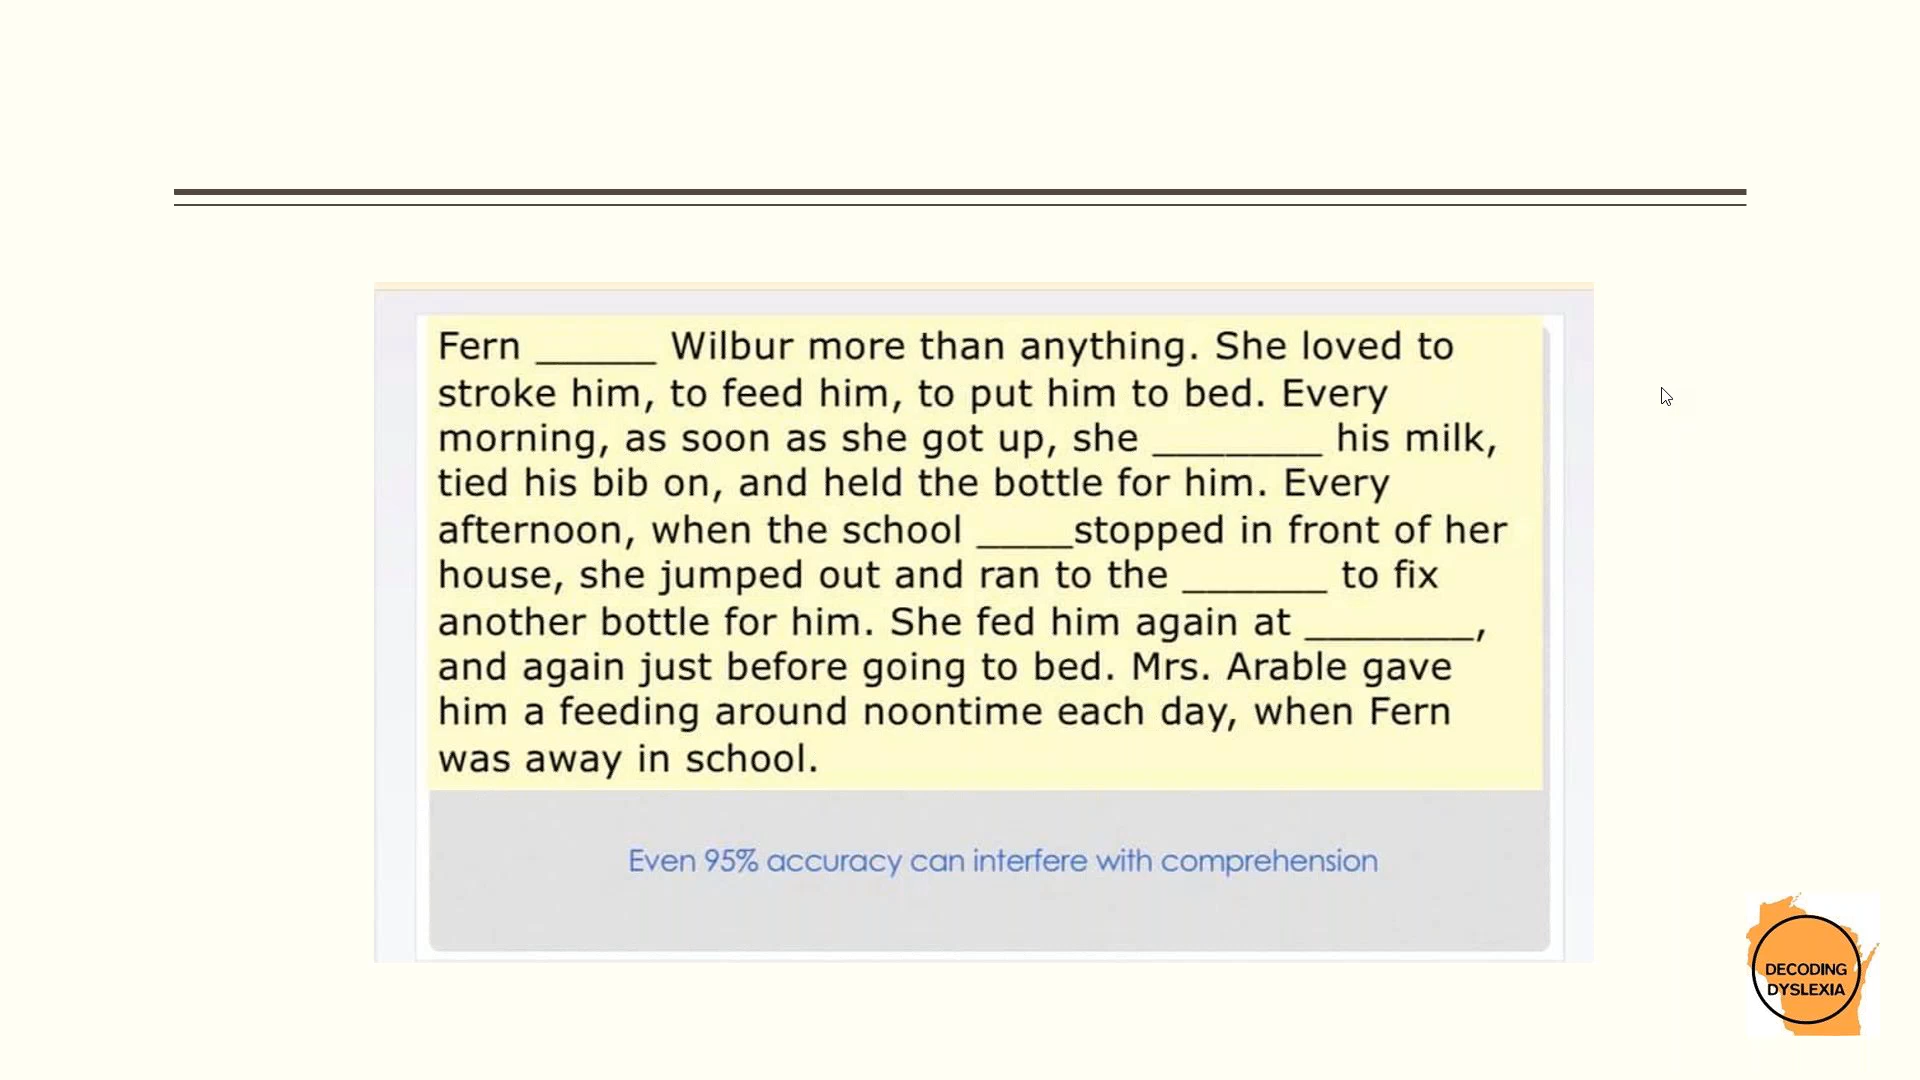 Fern _____ Wilbur more than anything. She loved to
stroke him, to feed him, to put him to bed. Every
morning, as soon as she got up, she _______ his milk,
tied his bib on, and held the bottle for him. Every
afternoon, when the school ____stopped in front of her
house, she jumped out and ran to the ______ to fix
another bottle for him. She fed him again at _______,
and again just before going to bed. Mrs. Arable gave
him a feeding around noontime each day, when Fern
was away in school.
Even 95% accuracy can interfere with comprehension
DECODING
DYSLEXIA